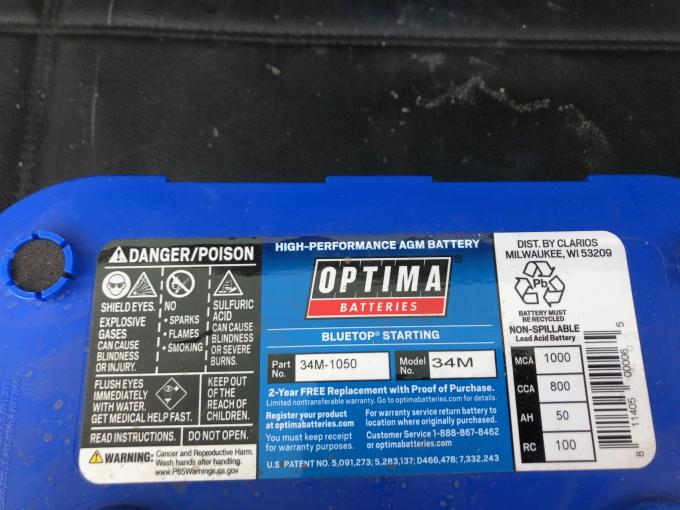 DANGER/POISON
SHIELD EYES.
EXPLOSIVE
GASES
CAN CAUSE
BLINDNESS
OR INJURY.
NO
• SPARKS
• FLAMES
• SMOKING
SULFURIC
ACID
CAN CAUSE
BLINDNESS
OR SEVERE
BURNS.
FLUSH EYES
IMMEDIATELY
WITH WATER.
GET MEDICAL HELP FAST.
KEEP OUT
OF THE
REACH OF
CHILDREN.
READ INSTRUCTIONS.
DO NOT OPEN.
WARNING: Cancer and Reproductive Harm.
Wash hands after handling.
www.P65Warnings.ca.gov
HIGH-PERFORMANCE AGM BATTERY
OPTIMA®
BATTERIES
BLUETOP® STARTING
Part No. 34M-1050
Model No. 34M
2-Year FREE Replacement with Proof of Purchase.
Limited nontransferable warranty. Go to optimabatteries.com for details.
Register your product
at optimabatteries.com
You must keep receipt
for warranty purposes.
For warranty service return battery to
location where originally purchased.
Customer Service 1-888-867-8462
or optimabatteries.com
U.S PATENT NO. 5,091,273; 5,283,137; D466,478; 7,332,243
DIST. BY CLARIOS
MILWAUKEE, WI 53209
Pb
BATTERY MUST
BE RECYCLED
NON-SPILLABLE
Lead Acid Battery
MCA 1000
CCA 800
AH 50
RC 100
8 11405 00006 5